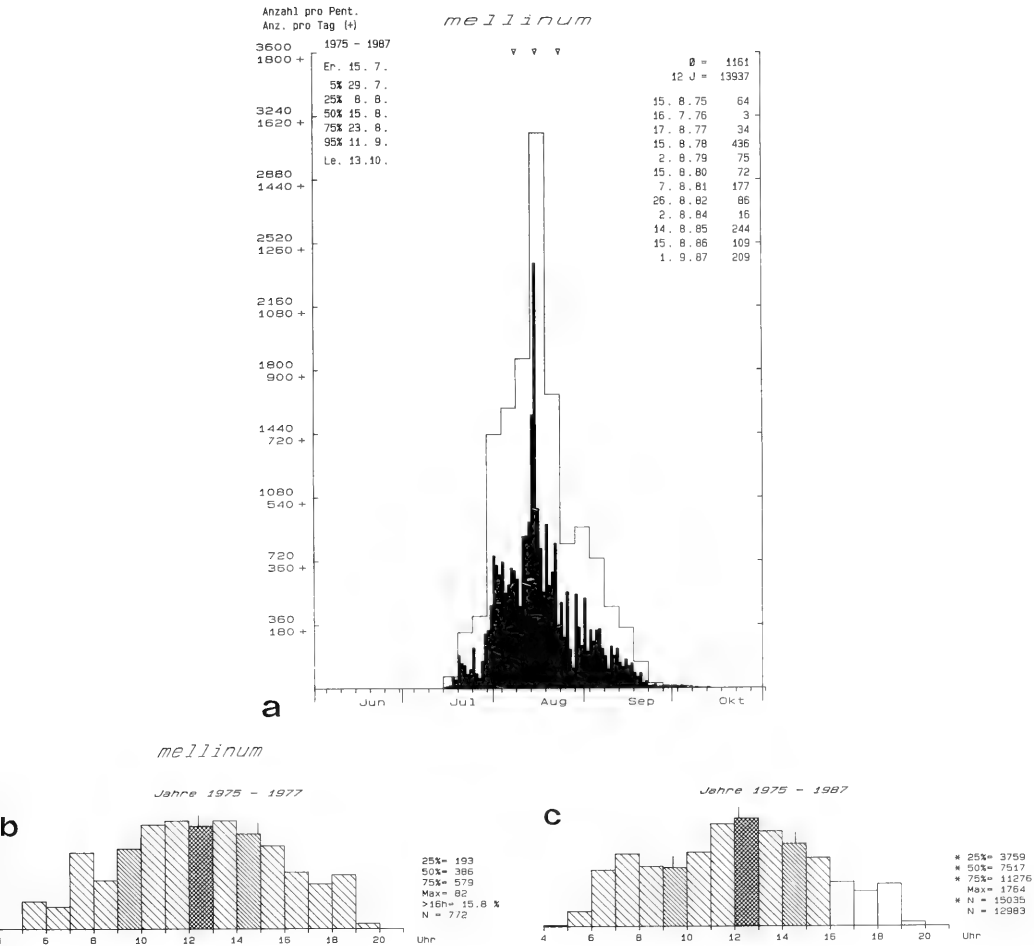 Anzahl pro Pent.
Anz. pro Tag (+)
mellinum
1975 - 1987
Er. 15. 7.
5% 29. 7.
25% 8. 8.
50% 15. 8.
75% 23. 8.
95% 11. 9.
Le. 13.10.
Ø = 1161
12 J = 13937
15. 8.75 64
16. 7.76 3
17. 8.77 34
15. 8.78 436
2. 8.79 75
15. 8.80 72
7. 8.81 177
26. 8.82 86
2. 8.84 16
14. 8.85 244
15. 8.86 109
1. 9.87 209
3600
1800 +
3240
1620 +
2880
1440 +
2520
1260 +
2160
1080 +
1800
900 +
1440
720 +
1080
540 +
720
360 +
360
180 +
a
Jun Jul Aug Sep Okt
mellinum
Jahre 1975 - 1977
b
25%= 193
50%= 386
75%= 579
Max= 82
>16h= 15.8 %
N = 772
6 8 10 12 14 16 18 20 Uhr
Jahre 1975 - 1987
c
* 25%= 3759
* 50%= 7517
* 75%= 11276
Max= 1764
* N = 15035
N = 12983
4 6 8 10 12 14 16 18 20 Uhr